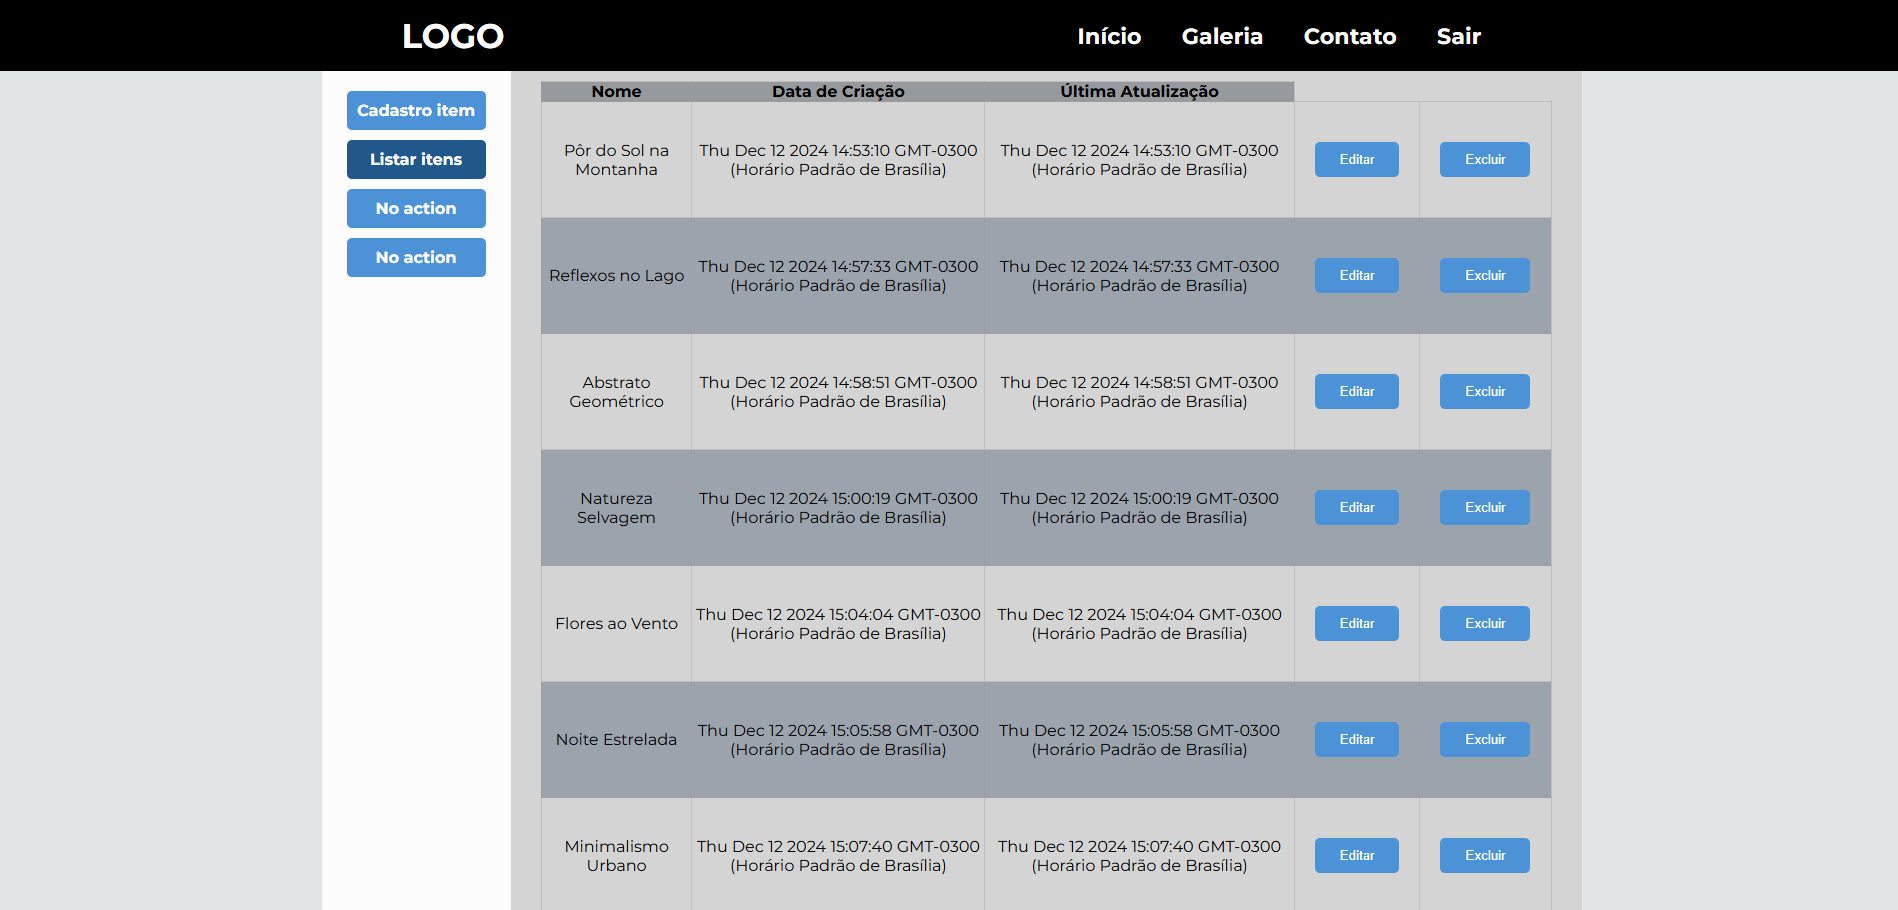 LOGO
Início Galeria Contato Sair
Cadastro item
Listar itens
No action
No action
Nome Data de Criação Última Atualização
Pôr do Sol na
Montanha
Thu Dec 12 2024 14:53:10 GMT-0300
(Horário Padrão de Brasília)
Thu Dec 12 2024 14:53:10 GMT-0300
(Horário Padrão de Brasília)
Editar
Excluir
Reflexos no Lago
Thu Dec 12 2024 14:57:33 GMT-0300
(Horário Padrão de Brasília)
Thu Dec 12 2024 14:57:33 GMT-0300
(Horário Padrão de Brasília)
Editar
Excluir
Abstrato
Geométrico
Thu Dec 12 2024 14:58:51 GMT-0300
(Horário Padrão de Brasília)
Thu Dec 12 2024 14:58:51 GMT-0300
(Horário Padrão de Brasília)
Editar
Excluir
Natureza
Selvagem
Thu Dec 12 2024 15:00:19 GMT-0300
(Horário Padrão de Brasília)
Thu Dec 12 2024 15:00:19 GMT-0300
(Horário Padrão de Brasília)
Editar
Excluir
Flores ao Vento
Thu Dec 12 2024 15:04:04 GMT-0300
(Horário Padrão de Brasília)
Thu Dec 12 2024 15:04:04 GMT-0300
(Horário Padrão de Brasília)
Editar
Excluir
Noite Estrelada
Thu Dec 12 2024 15:05:58 GMT-0300
(Horário Padrão de Brasília)
Thu Dec 12 2024 15:05:58 GMT-0300
(Horário Padrão de Brasília)
Editar
Excluir
Minimalismo
Urbano
Thu Dec 12 2024 15:07:40 GMT-0300
(Horário Padrão de Brasília)
Thu Dec 12 2024 15:07:40 GMT-0300
(Horário Padrão de Brasília)
Editar
Excluir